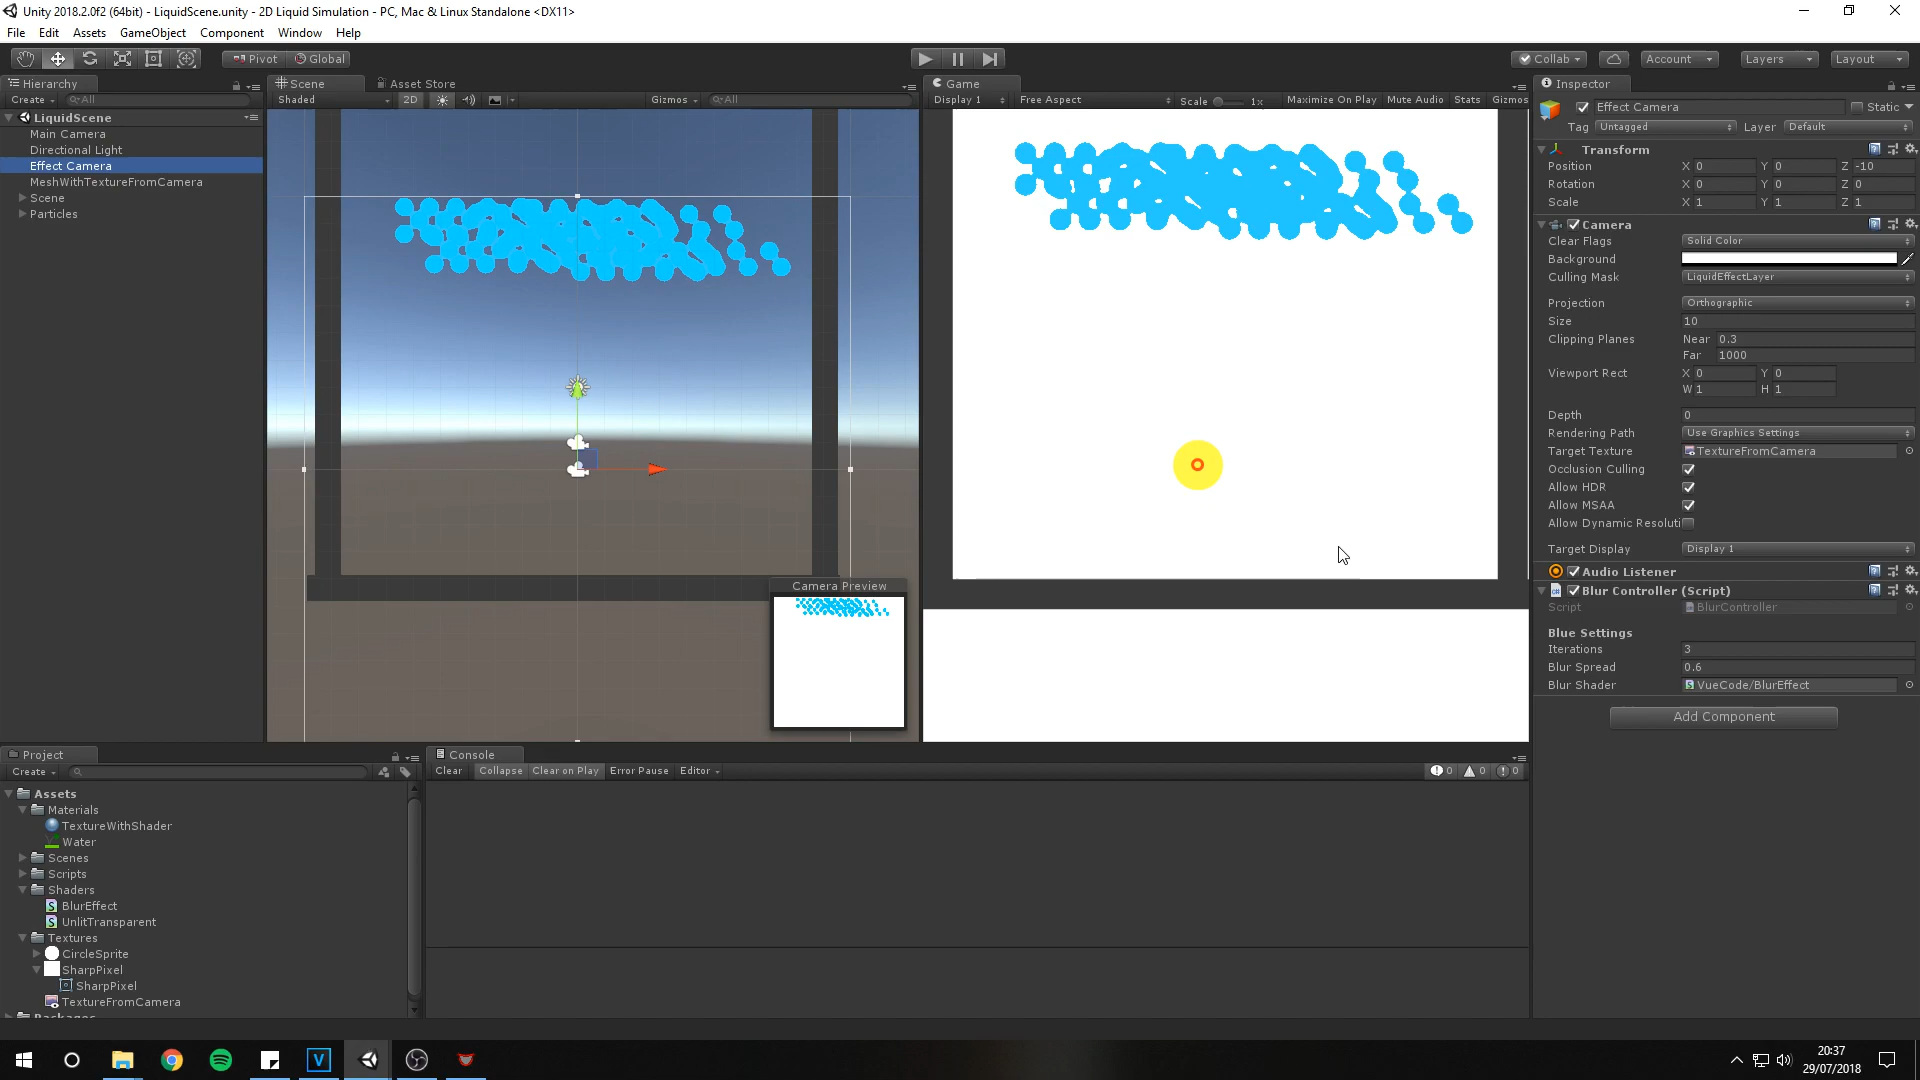 Unity 2018.2.0f2 (64bit) - LiquidScene.unity - 2D Liquid Simulation - PC, Mac & Linux Standalone <DX11>
File Edit Assets GameObject Component Window Help
Pivot Global
Collab Account Layers Layout
Hierarchy
Create All
LiquidScene
Main Camera
Directional Light
Effect Camera
MeshWithTextureFromCamera
Scene
Particles
Scene Asset Store
Shaded 2D Gizmos All
Camera Preview
Game
Display 1 Free Aspect Scale 1x Maximize On Play Mute Audio Stats Gizmos
Inspector
Effect Camera Static
Tag Untagged Layer Default
Transform
Position X 0 Y 0 Z -10
Rotation X 0 Y 0 Z 0
Scale X 1 Y 1 Z 1
Camera
Clear Flags Solid Color
Background
Culling Mask LiquidEffectLayer
Projection Orthographic
Size 10
Clipping Planes Near 0.3
Far 1000
Viewport Rect X 0 Y 0
W 1 H 1
Depth 0
Rendering Path Use Graphics Settings
Target Texture TextureFromCamera
Occlusion Culling
Allow HDR
Allow MSAA
Allow Dynamic Resoluti
Target Display Display 1
Audio Listener
Blur Controller (Script)
Script BlurController
Blue Settings
Iterations 3
Blur Spread 0.6
Blur Shader VueCode/BlurEffect
Add Component
Project
Create
Assets
Materials
TextureWithShader
Water
Scenes
Scripts
Shaders
BlurEffect
UnlitTransparent
Textures
CircleSprite
SharpPixel
SharpPixel
TextureFromCamera
Packages
Console
Clear Collapse Clear on Play Error Pause Editor 0 0 0
20:37
29/07/2018